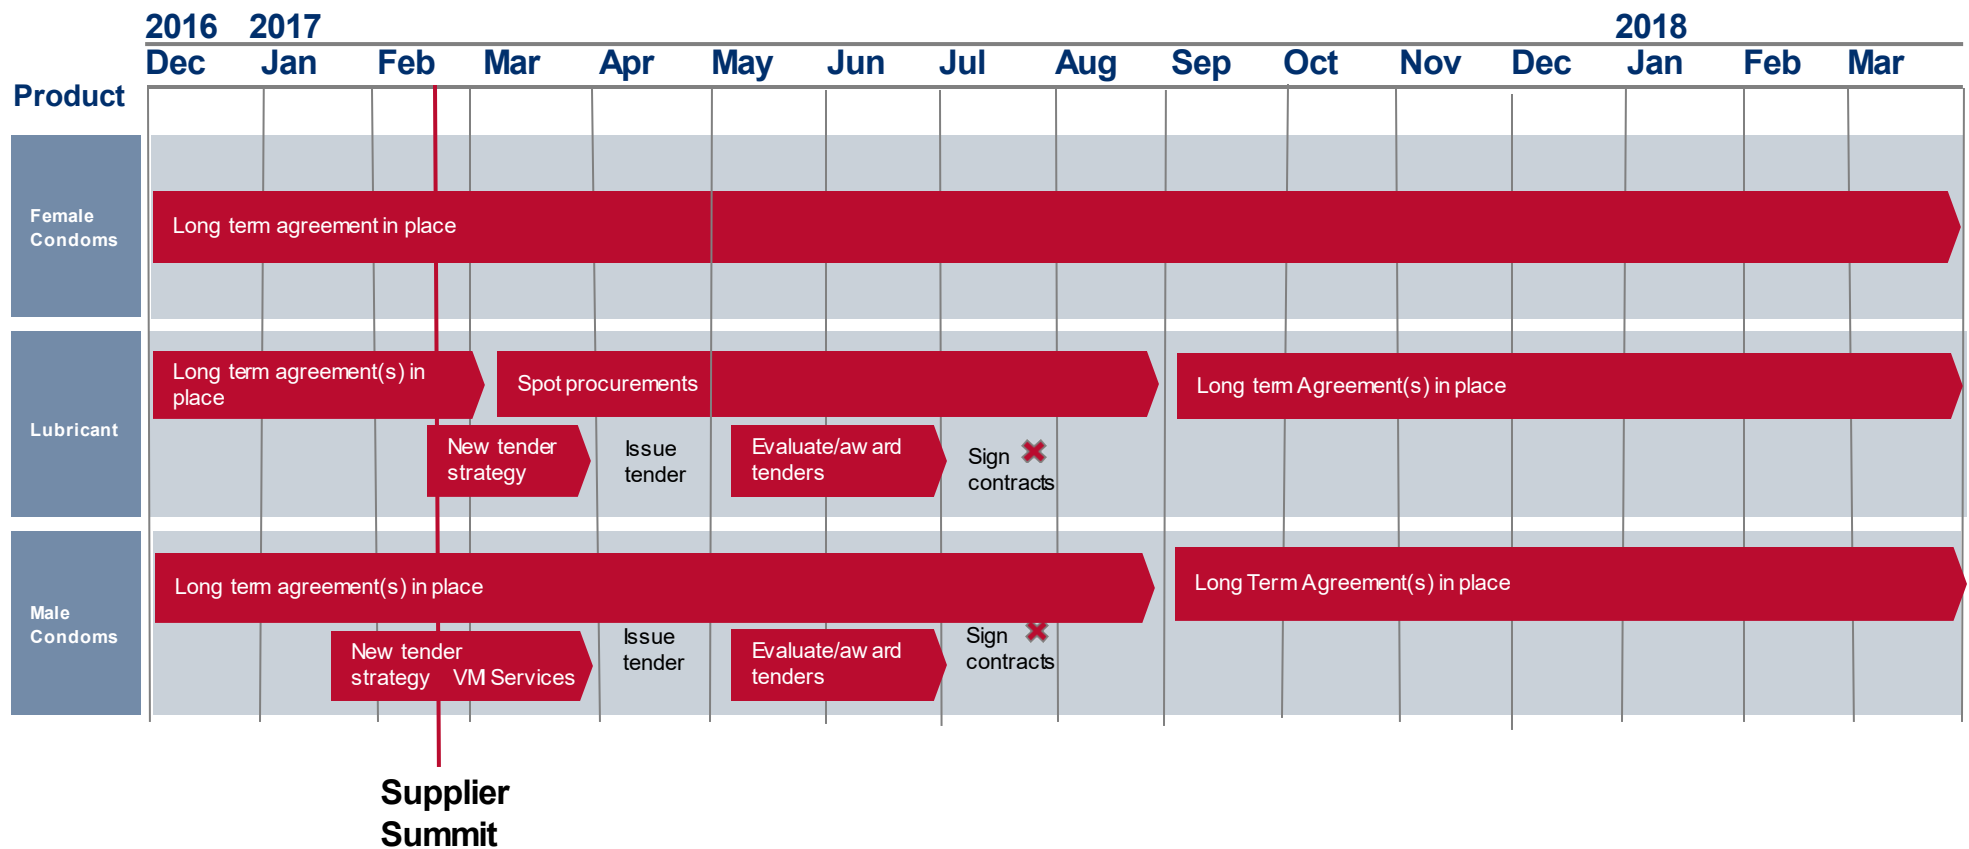 2016 2017 2018
Dec Jan Feb Mar Apr May Jun Jul Aug Sep Oct Nov Dec Jan Feb Mar
Product
Female
Condoms
Long term agreement in place
Lubricant
Long term agreement(s) in
place
Spot procurements
Long term Agreement(s) in place
New tender
strategy
Issue
tender
Evaluate/award
tenders
Sign
contracts
Male
Condoms
Long term agreement(s) in place
Long Term Agreement(s) in place
New tender
strategy VM Services
Issue
tender
Evaluate/award
tenders
Sign
contracts
Supplier
Summit